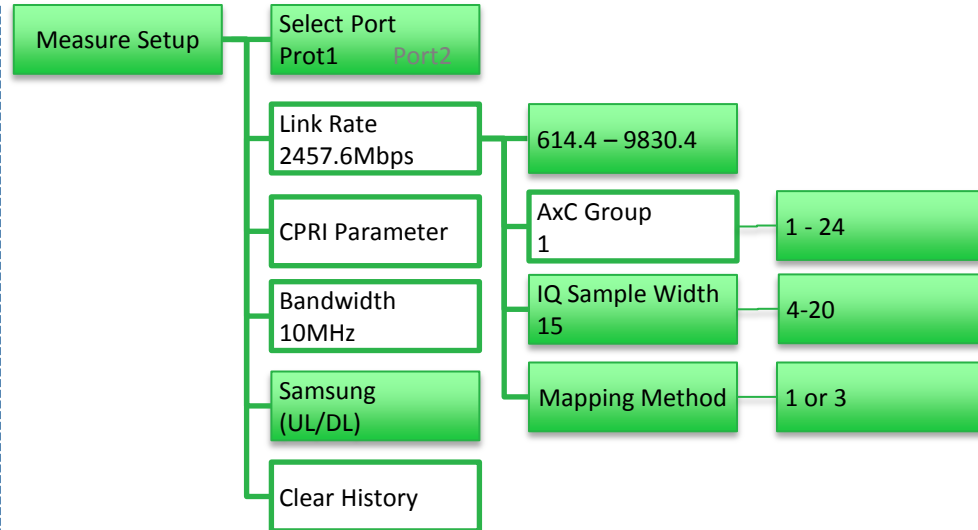 Measure Setup
Select Port
Prot1 Port2
Link Rate
2457.6Mbps
614.4 – 9830.4
AxC Group
1
1 - 24
CPRI Parameter
IQ Sample Width
15
4-20
Bandwidth
10MHz
Mapping Method
1 or 3
Samsung
(UL/DL)
Clear History